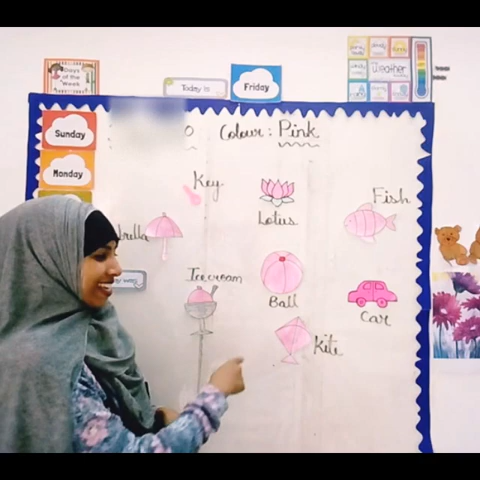 Days
of the
Week
Today is
Friday
Weather
Sunday
Monday
Colour : Pink
Key
Lotus
Fish
Icecream
Ball
Car
Kite